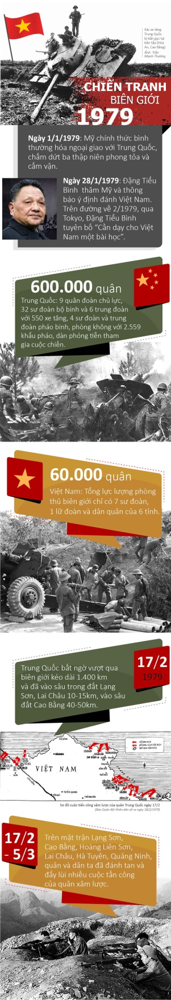 Xác xe tăng
Trung Quốc
bị bắn gục tại
bản Sẩy (Hòa
An, Cao Bằng)
Ảnh: Trần
Mạnh Thường
CHIẾN TRANH
BIÊN GIỚI
1979
Ngày 1/1/1979: Mỹ chính thức bình
thường hóa ngoại giao với Trung Quốc,
chấm dứt ba thập niên phong tỏa và
cấm vận.
Ngày 28/1/1979: Đặng Tiểu
Bình thăm Mỹ và thông
báo ý định đánh Việt Nam.
Trên đường về 2/1979, qua
Tokyo, Đặng Tiểu Bình
tuyên bố “Cần dạy cho Việt
Nam một bài học”.
600.000 quân
Trung Quốc: 9 quân đoàn chủ lực,
32 sư đoàn bộ binh và 6 trung đoàn
với 550 xe tăng, 4 sư đoàn và trung
đoàn pháo binh, phòng không với 2.559
khẩu pháo, dàn phóng tiễn tham
gia cuộc chiến.
60.000 quân
Việt Nam: Tổng lực lượng phòng
thủ biên giới chỉ có 7 sư đoàn,
1 lữ đoàn và dân quân của 6 tỉnh.
17/2
1979
Trung Quốc bất ngờ vượt qua
biên giới kéo dài 1.400 km
và đã vào sâu trong đất Lạng
Sơn, Lai Châu 10-15km, vào sâu
đất Cao Bằng 40-50km.
VIỆT NAM
Sơ đồ cuộc tiến công xâm lược của quân Trung Quốc ngày 17/2
(Báo Quân đội Nhân dân số ra ngày 18/2/1979)
17/2
- 5/3
Trên mặt trận Lạng Sơn,
Cao Bằng, Hoàng Liên Sơn,
Lai Châu, Hà Tuyên, Quảng Ninh,
quân và dân ta đã đánh tan và
đẩy lùi nhiều cuộc tấn công
của quân xâm lược.